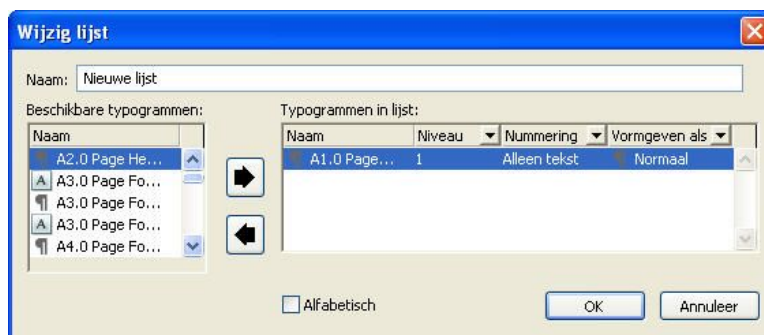 Wijzig lijst
Naam: Nieuwe lijst
Beschikbare typogrammen:
Naam
A2.0 Page He...
A A3.0 Page Fo...
¶ A3.0 Page Fo...
A A3.0 Page Fo...
¶ A4.0 Page Fo...
Typogrammen in lijst:
Naam Niveau Nummering Vormgeven als
A1.0 Page... 1 Alleen tekst Normaal
Alfabetisch
OK Annuleer